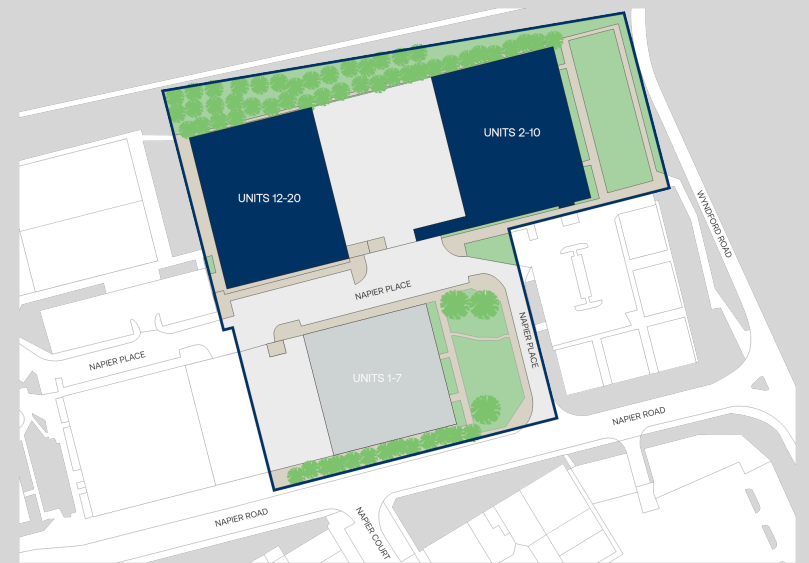 UNITS 2-10
UNITS 12-20
WYNDFORD ROAD
NAPIER PLACE
NAPIER PLACE
NAPIER PLACE
UNITS 1-7
NAPIER ROAD
NAPIER ROAD
NAPIER COURT